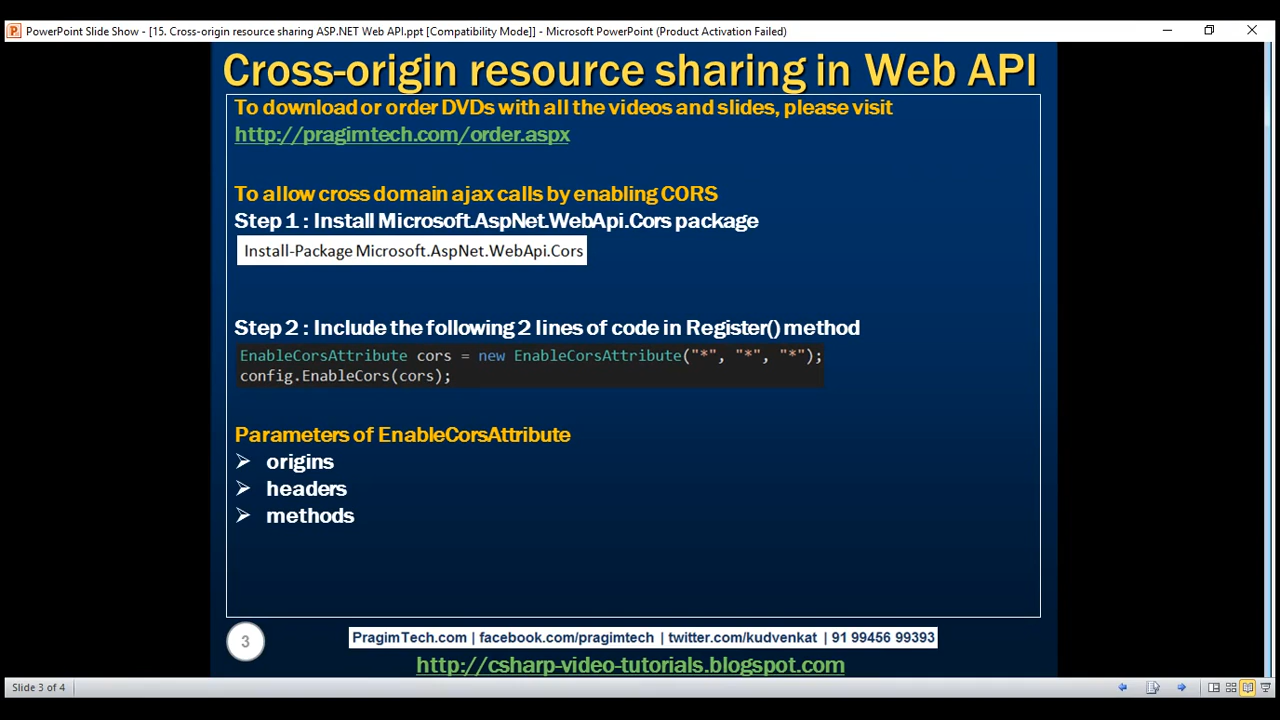 PowerPoint Slide Show - [15. Cross-origin resource sharing ASP.NET Web API.ppt [Compatibility Mode]] - Microsoft PowerPoint (Product Activation Failed)
Cross-origin resource sharing in Web API
To download or order DVDs with all the videos and slides, please visit
http://pragimtech.com/order.aspx
To allow cross domain ajax calls by enabling CORS
Step 1 : Install Microsoft.AspNet.WebApi.Cors package
Install-Package Microsoft.AspNet.WebApi.Cors
Step 2 : Include the following 2 lines of code in Register() method
EnableCorsAttribute cors = new EnableCorsAttribute("*", "*", "*");
config.EnableCors(cors);
Parameters of EnableCorsAttribute
➢ origins
➢ headers
➢ methods
3
PragimTech.com | facebook.com/pragimtech | twitter.com/kudvenkat | 91 99456 99393
http://csharp-video-tutorials.blogspot.com
Slide 3 of 4